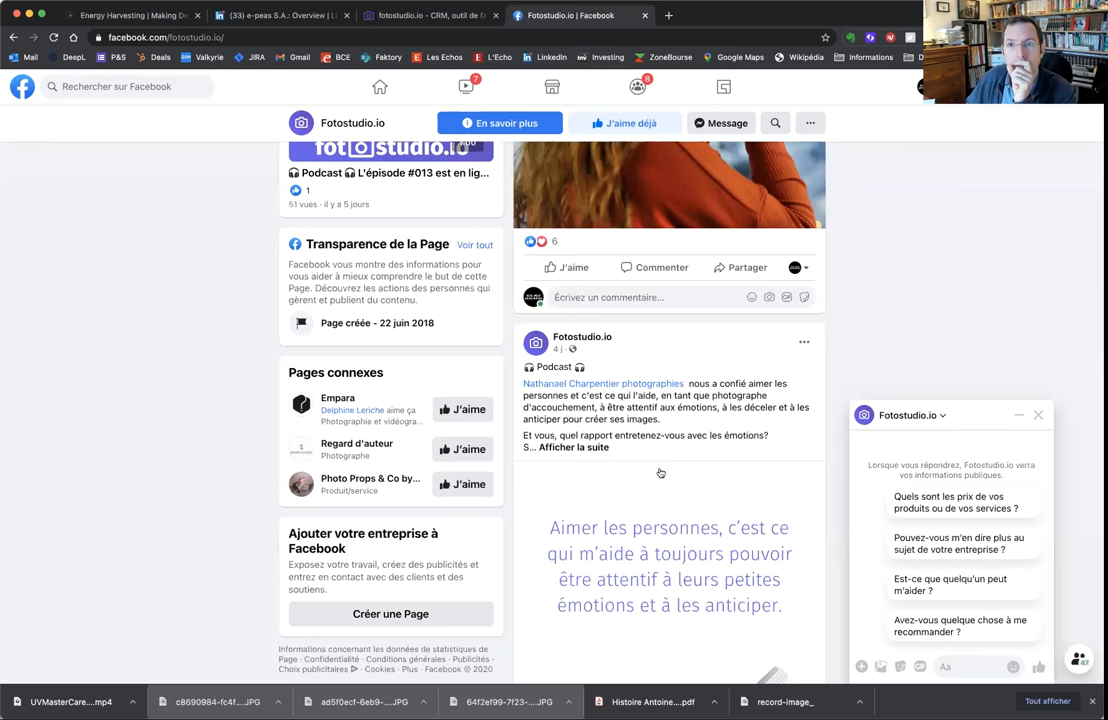 Energy Harvesting | Making De
(33) e-peas S.A.: Overview | Li
fotostudio.io - CRM, outil de fa
Fotostudio.io | Facebook
facebook.com/fotostudio.io/
Mail
DeepL
P&S
Deals
Valkyrie
JIRA
Gmail
BCE
Faktory
Les Echos
L'Echo
LinkedIn
Investing
ZoneBourse
Google Maps
Wikipédia
Informations
Rechercher sur Facebook
7
8
Fotostudio.io
En savoir plus
J'aime déjà
Message
fotostudio.io
Podcast L'épisode #013 est en lig...
1
51 vues · il y a 5 jours
Transparence de la Page
Voir tout
Facebook vous montre des informations pour
vous aider à mieux comprendre le but de cette
Page. Découvrez les actions des personnes qui
gèrent et publient du contenu.
Page créée - 22 juin 2018
Pages connexes
Empara
Delphine Leriche aime ça
Photographie et vidéogra...
J'aime
Regard d'auteur
Photographe
J'aime
Photo Props & Co by...
Produit/service
J'aime
Ajouter votre entreprise à
Facebook
Exposez votre travail, créez des publicités et
entrez en contact avec des clients et des
soutiens.
Créer une Page
Informations concernant les données de statistiques de
Page · Confidentialité · Conditions générales · Publicités ·
Choix publicitaires · Cookies · Plus · Facebook © 2020
6
J'aime
Commenter
Partager
Écrivez un commentaire...
GIF
Fotostudio.io
4 j ·
Podcast
Nathanael Charpentier photographies nous a confié aimer les
personnes et c'est ce qui l'aide, en tant que photographe
d'accouchement, à être attentif aux émotions, à les déceler et à les
anticiper pour créer ses images.
Et vous, quel rapport entretenez-vous avec les émotions?
S... Afficher la suite
Aimer les personnes, c'est ce
qui m'aide à toujours pouvoir
être attentif à leurs petites
émotions et à les anticiper.
Fotostudio.io
Lorsque vous répondrez, Fotostudio.io verra
vos informations publiques.
Quels sont les prix de vos
produits ou de vos services ?
Pouvez-vous m'en dire plus au
sujet de votre entreprise ?
Est-ce que quelqu'un peut
m'aider ?
Avez-vous quelque chose à me
recommander ?
GIF
Aa
47
UVMasterCare....mp4
c8690984-fc4f....JPG
ad5f0ecf-6eb9-....JPG
64f2ef99-7f23-....JPG
Histoire Antoine....pdf
record-image_
Tout afficher